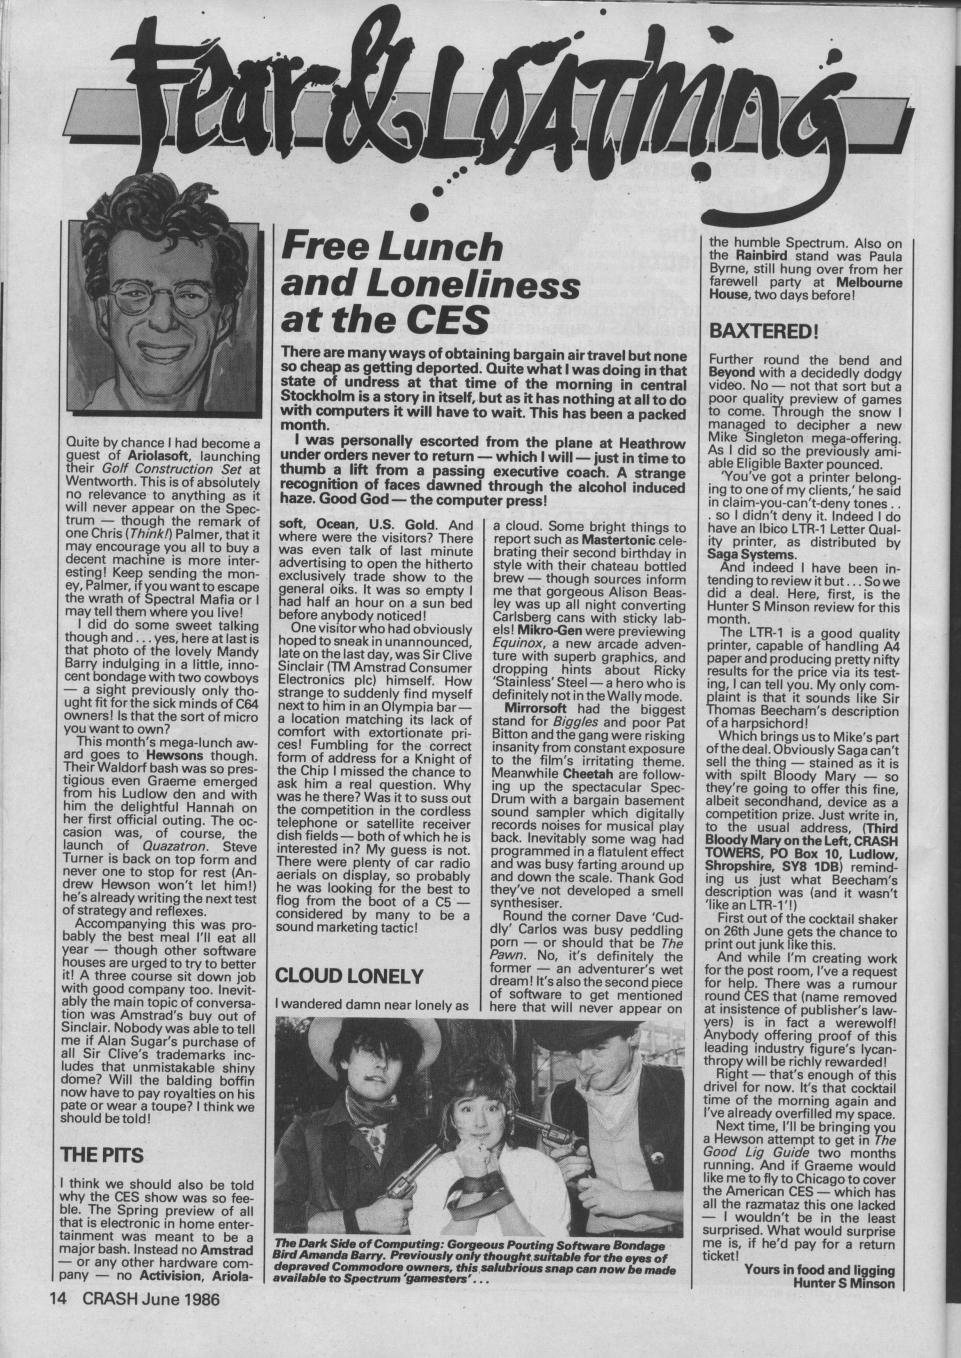 Fear & LOATHING
Free Lunch
and Loneliness
at the CES
There are many ways of obtaining bargain air travel but none
so cheap as getting deported. Quite what I was doing in that
state of undress at that time of the morning in central
Stockholm is a story in itself, but as it has nothing at all to do
with computers it will have to wait. This has been a packed
month.
I was personally escorted from the plane at Heathrow
under orders never to return — which I will — just in time to
thumb a lift from a passing executive coach. A strange
recognition of faces dawned through the alcohol induced
haze. Good God — the computer press!
Quite by chance I had become a
guest of Ariolasoft, launching
their Golf Construction Set at
Wentworth. This is of absolutely
no relevance to anything as it
will never appear on the Spec-
trum — though the remark of
one Chris (Think!) Palmer, that it
may encourage you all to buy a
decent machine is more inter-
esting! Keep sending the mon-
ey, Palmer, if you want to escape
the wrath of Spectral Mafia or I
may tell them where you live!
I did do some sweet talking
though and . . . yes, here at last is
that photo of the lovely Mandy
Barry indulging in a little, inno-
cent bondage with two cowboys
— a sight previously only tho-
ught fit for the sick minds of C64
owners! Is that the sort of micro
you want to own?
This month's mega-lunch aw-
ard goes to Hewsons though.
Their Waldorf bash was so pres-
tigious even Graeme emerged
from his Ludlow den and with
him the delightful Hannah on
her first official outing. The oc-
casion was, of course, the
launch of Quazatron. Steve
Turner is back on top form and
never one to stop for rest (An-
drew Hewson won't let him!)
he's already writing the next test
of strategy and reflexes.
Accompanying this was pro-
bably the best meal I'll eat all
year — though other software
houses are urged to try to better
it! A three course sit down job
with good company too. Inevit-
ably the main topic of conversa-
tion was Amstrad's buy out of
Sinclair. Nobody was able to tell
me if Alan Sugar's purchase of
all Sir Clive's trademarks inc-
ludes that unmistakable shiny
dome? Will the balding boffin
now have to pay royalties on his
pate or wear a toupe? I think we
should be told!
THE PITS
I think we should also be told
why the CES show was so fee-
ble. The Spring preview of all
that is electronic in home enter-
tainment was meant to be a
major bash. Instead no Amstrad
— or any other hardware com-
pany — no Activision, Ariola-
soft, Ocean, U.S. Gold. And
where were the visitors? There
was even talk of last minute
advertising to open the hitherto
exclusively trade show to the
general oiks. It was so empty I
had half an hour on a sun bed
before anybody noticed!
One visitor who had obviously
hoped to sneak in unannounced,
late on the last day, was Sir Clive
Sinclair (TM Amstrad Consumer
Electronics plc) himself. How
strange to suddenly find myself
next to him in an Olympia bar —
a location matching its lack of
comfort with extortionate pri-
ces! Fumbling for the correct
form of address for a Knight of
the Chip I missed the chance to
ask him a real question. Why
was he there? Was it to suss out
the competition in the cordless
telephone or satellite receiver
dish fields — both of which he is
interested in? My guess is not.
There were plenty of car radio
aerials on display, so probably
he was looking for the best to
flog from the boot of a C5 —
considered by many to be a
sound marketing tactic!
CLOUD LONELY
I wandered damn near lonely as
a cloud. Some bright things to
report such as Mastertonic cele-
brating their second birthday in
style with their chateau bottled
brew — though sources inform
me that gorgeous Alison Beas-
ley was up all night converting
Carlsberg cans with sticky lab-
els! Mikro-Gen were previewing
Equinox, a new arcade adven-
ture with superb graphics, and
dropping hints about Ricky
'Stainless' Steel — a hero who is
definitely not in the Wally mode.
Mirrorsoft had the biggest
stand for Biggles and poor Pat
Bitton and the gang were risking
insanity from constant exposure
to the film's irritating theme.
Meanwhile Cheetah are follow-
ing up the spectacular Spec-
Drum with a bargain basement
sound sampler which digitally
records noises for musical play
back. Inevitably some wag had
programmed in a flatulent effect
and was busy farting around up
and down the scale. Thank God
they've not developed a smell
synthesiser.
Round the corner Dave 'Cud-
dly' Carlos was busy peddling
porn — or should that be The
Pawn. No, it's definitely the
former — an adventurer's wet
dream! It's also the second piece
of software to get mentioned
here that will never appear on
the humble Spectrum. Also on
the Rainbird stand was Paula
Byrne, still hung over from her
farewell party at Melbourne
House, two days before!
BAXTERED!
Further round the bend and
Beyond with a decidedly dodgy
video. No — not that sort but a
poor quality preview of games
to come. Through the snow I
managed to decipher a new
Mike Singleton mega-offering.
As I did so the previously ami-
able Eligible Baxter pounced.
'You've got a printer belong-
ing to one of my clients,' he said
in claim-you-can't-deny tones . .
. so I didn't deny it. Indeed I do
have an Ibico LTR-1 Letter Qual-
ity printer, as distributed by
Saga Systems.
And indeed I have been in-
tending to review it but . . . So we
did a deal. Here, first, is the
Hunter S Minson review for this
month.
The LTR-1 is a good quality
printer, capable of handling A4
paper and producing pretty nifty
results for the price via its test-
ing, I can tell you. My only com-
plaint is that it sounds like Sir
Thomas Beecham's description
of a harpsichord!
Which brings us to Mike's part
of the deal. Obviously Saga can't
sell the thing — stained as it is
with spilt Bloody Mary — so
they're going to offer this fine,
albeit secondhand, device as a
competition prize. Just write in,
to the usual address, (Third
Bloody Mary on the Left, CRASH
TOWERS, PO Box 10, Ludlow,
Shropshire, SY8 1DB) remind-
ing us just what Beecham's
description was (and it wasn't
'like an LTR-1'!)
First out of the cocktail shaker
on 26th June gets the chance to
print out junk like this.
And while I'm creating work
for the post room, I've a request
for help. There was a rumour
round CES that (name removed
at insistence of publisher's law-
yers) is in fact a werewolf!
Anybody offering proof of this
leading industry figure's lycan-
thropy will be richly rewarded!
Right — that's enough of this
drivel for now. It's that cocktail
time of the morning again and
I've already overfilled my space.
Next time, I'll be bringing you
a Hewson attempt to get in The
Good Lig Guide two months
running. And if Graeme would
like me to fly to Chicago to cover
the American CES — which has
all the razmataz this one lacked
— I wouldn't be in the least
surprised. What would surprise
me is, if he'd pay for a return
ticket!
Yours in food and ligging
Hunter S Minson
The Dark Side of Computing: Gorgeous Pouting Software Bondage
Bird Amanda Barry. Previously only thought suitable for the eyes of
depraved Commodore owners, this salubrious snap can now be made
available to Spectrum 'gamesters' . . .
14 CRASH June 1986